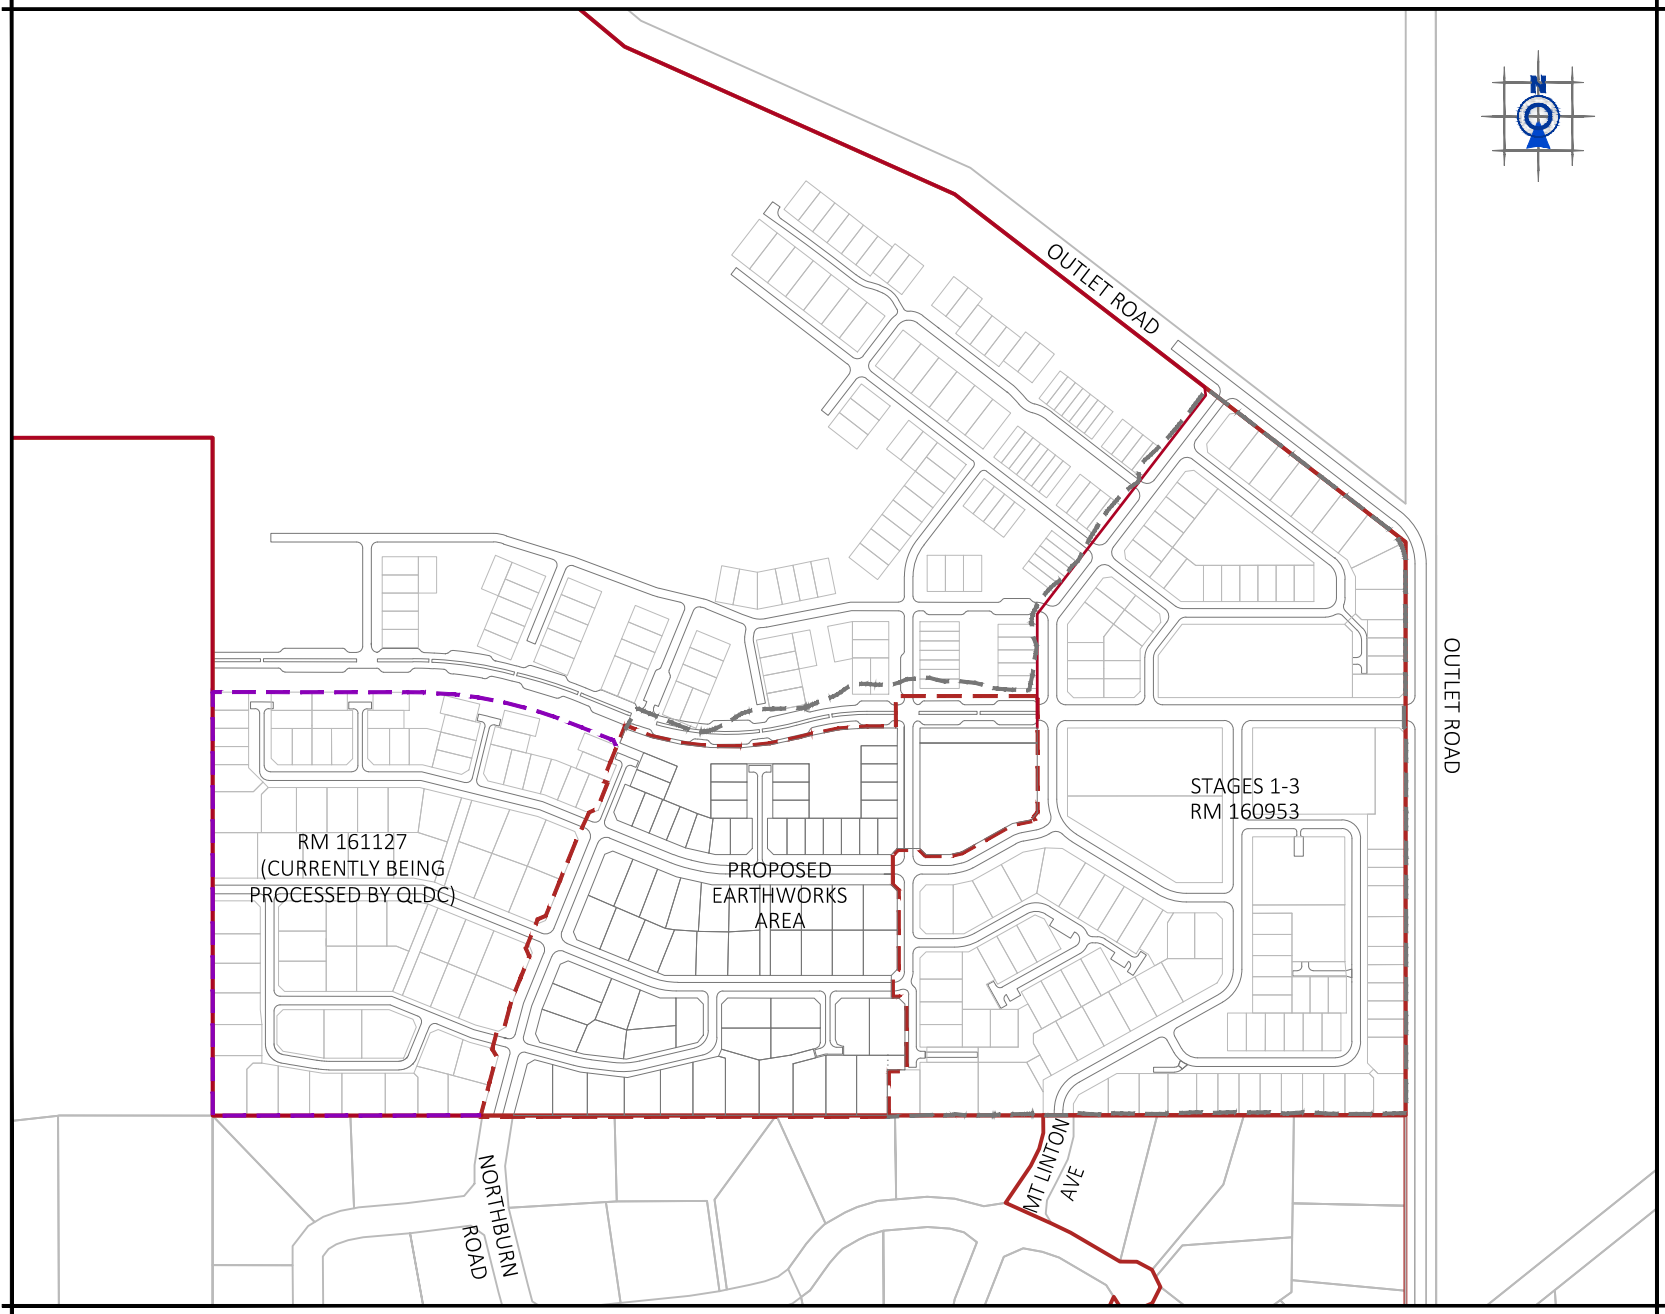 N
OUTLET ROAD
OUTLET ROAD
STAGES 1-3
RM 160953
RM 161127
(CURRENTLY BEING
PROCESSED BY QLDC)
PROPOSED
EARTHWORKS
AREA
MT LINTON
AVE
NORTHBURN
ROAD